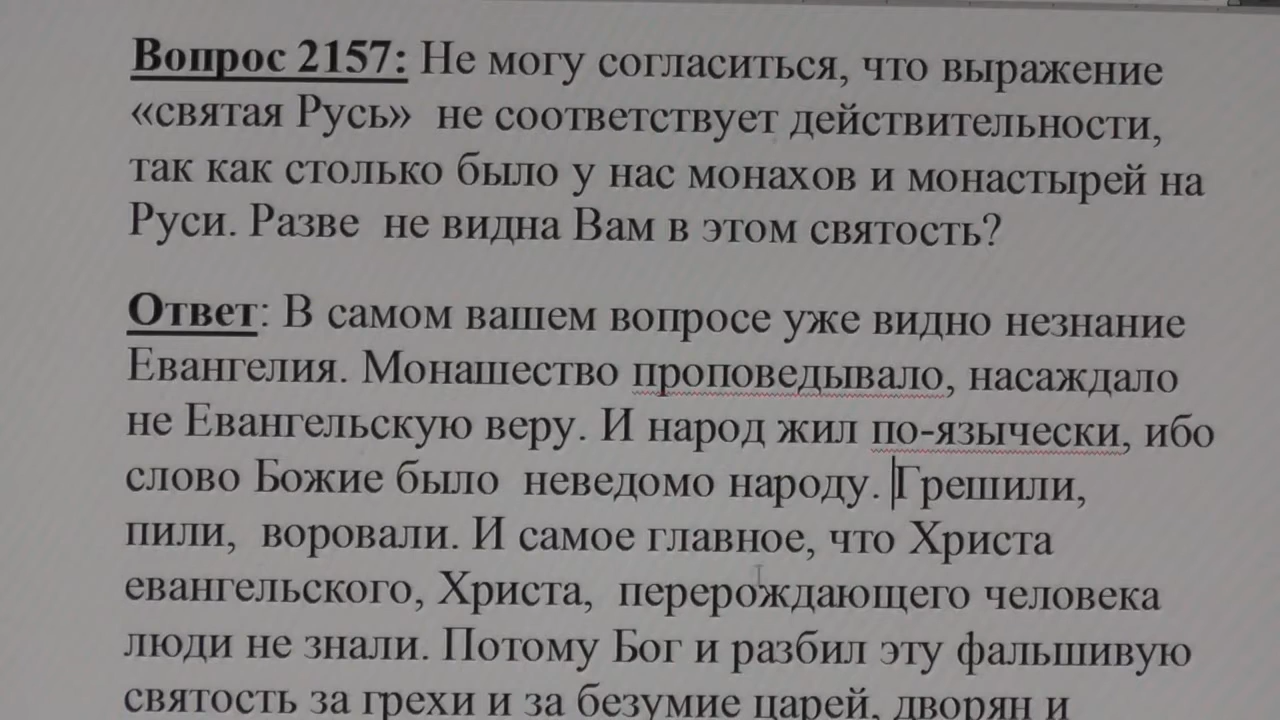 Вопрос 2157: Не могу согласиться, что выражение
«святая Русь» не соответствует действительности,
так как столько было у нас монахов и монастырей на
Руси. Разве не видна Вам в этом святость?
Ответ: В самом вашем вопросе уже видно незнание
Евангелия. Монашество проповедывало, насаждало
не Евангельскую веру. И народ жил по-язычески, ибо
слово Божие было неведомо народу. Грешили,
пили, воровали. И самое главное, что Христа
евангельского, Христа, перерождающего человека
люди не знали. Потому Бог и разбил эту фальшивую
святость за грехи и за безумие царей, дворян и